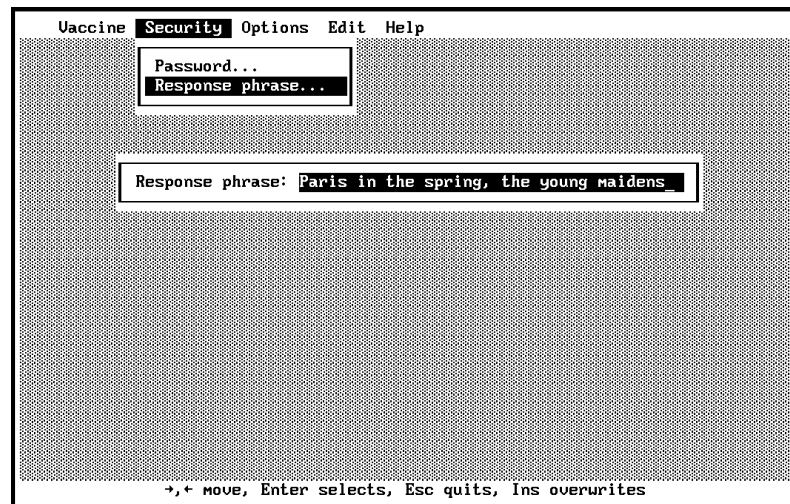 Vaccine Security Options Edit Help
Password...
Response phrase...
Response phrase: Paris in the spring, the young maidens_
→,← move, Enter selects, Esc quits, Ins overwrites